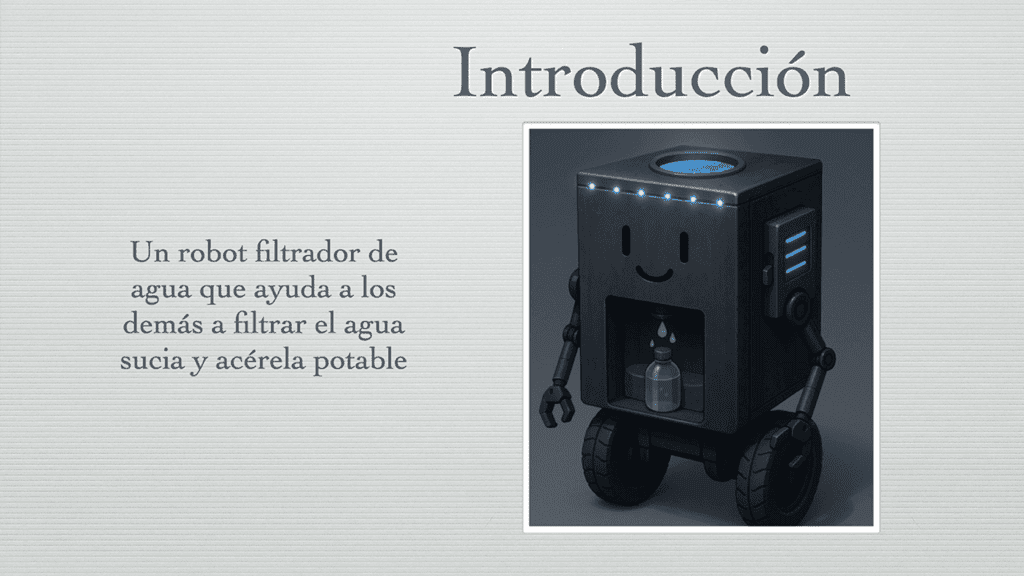 Introducción
Un robot filtrador de
agua que ayuda a los
demás a filtrar el agua
sucia y acérela potable